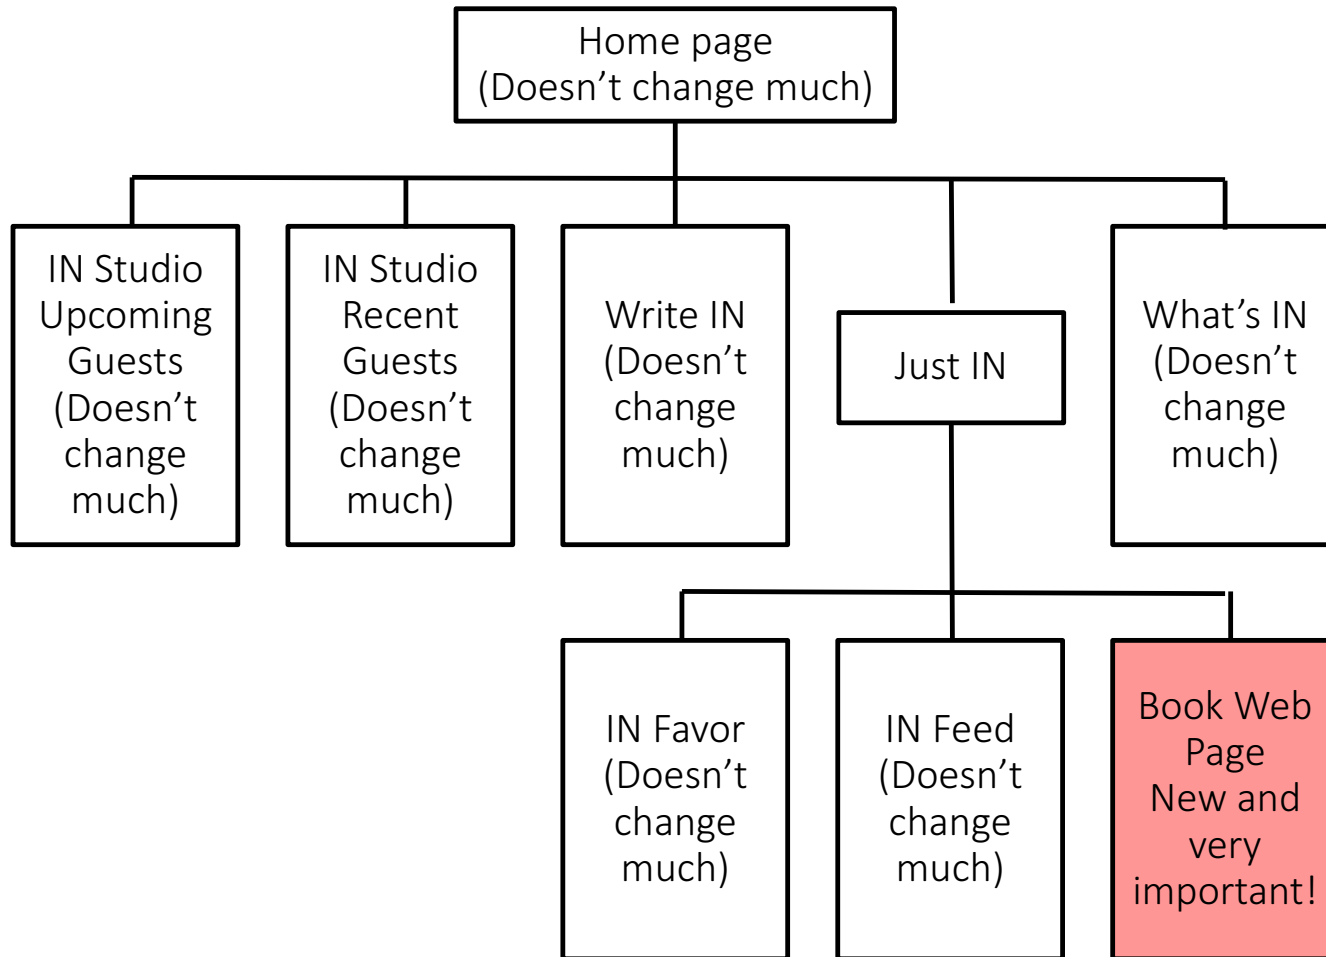 Home page
(Doesn’t change much)
IN Studio
Upcoming
Guests
(Doesn’t
change
much)
IN Studio
Recent
Guests
(Doesn’t
change
much)
Write IN
(Doesn’t
change
much)
Just IN
What’s IN
(Doesn’t
change
much)
IN Favor
(Doesn’t
change
much)
IN Feed
(Doesn’t
change
much)
Book Web
Page
New and
very
important!